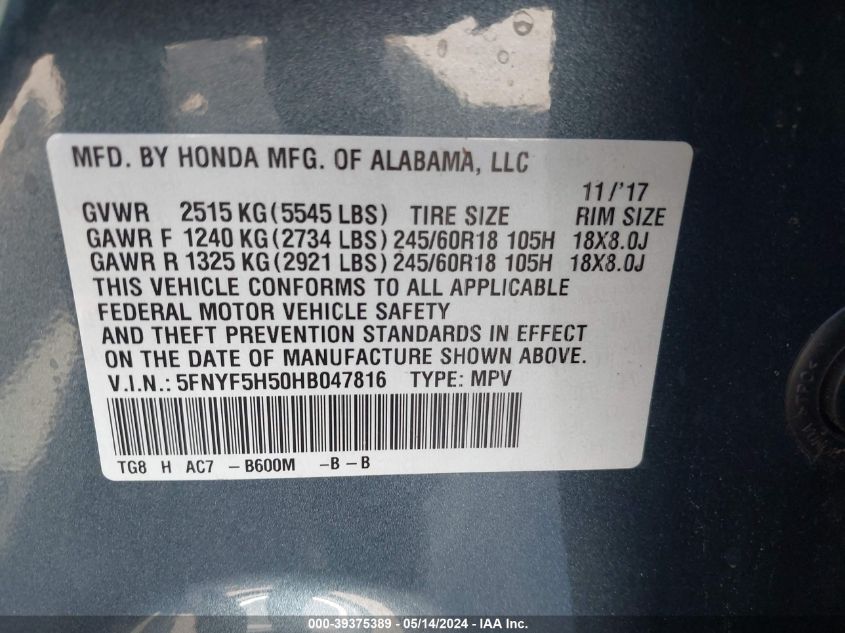 MFD. BY HONDA MFG. OF ALABAMA, LLC
11/'17
GVWR 2515 KG (5545 LBS) TIRE SIZE RIM SIZE
GAWR F 1240 KG (2734 LBS) 245/60R18 105H 18X8.0J
GAWR R 1325 KG (2921 LBS) 245/60R18 105H 18X8.0J
THIS VEHICLE CONFORMS TO ALL APPLICABLE
FEDERAL MOTOR VEHICLE SAFETY
AND THEFT PREVENTION STANDARDS IN EFFECT
ON THE DATE OF MANUFACTURE SHOWN ABOVE.
V.I.N.: 5FNYF5H50HB047816 TYPE: MPV
TG8 H AC7 -B600M -B-B
000-39375389 - 05/14/2024 - IAAI.com